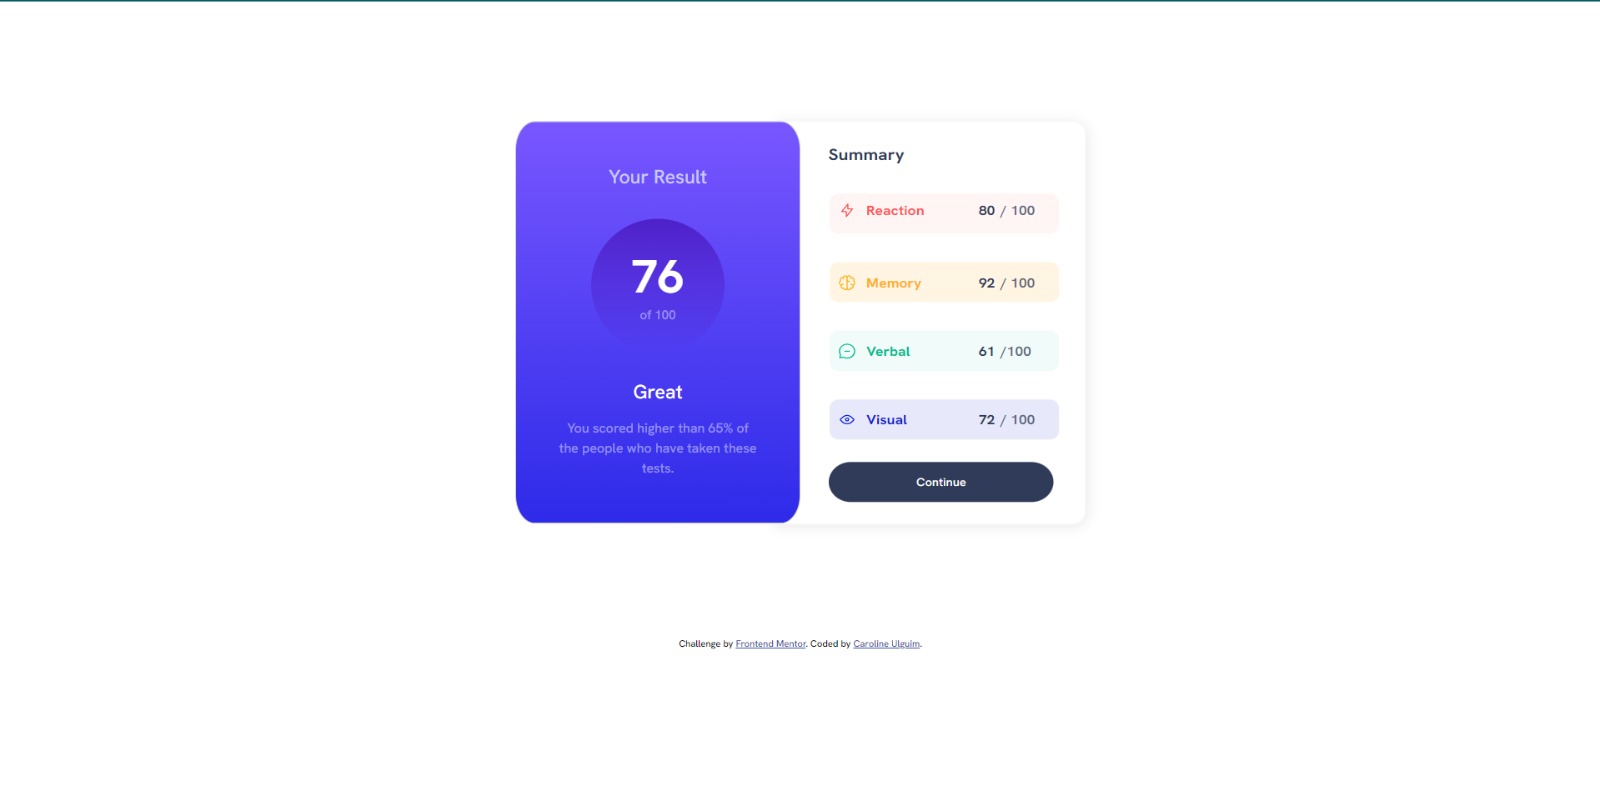 Your Result
76
of 100
Great
You scored higher than 65% of
the people who have taken these
tests.
Summary
Reaction 80 / 100
Memory 92 / 100
Verbal 61 /100
Visual 72 / 100
Continue
Challenge by Frontend Mentor. Coded by Caroline Ulguim.